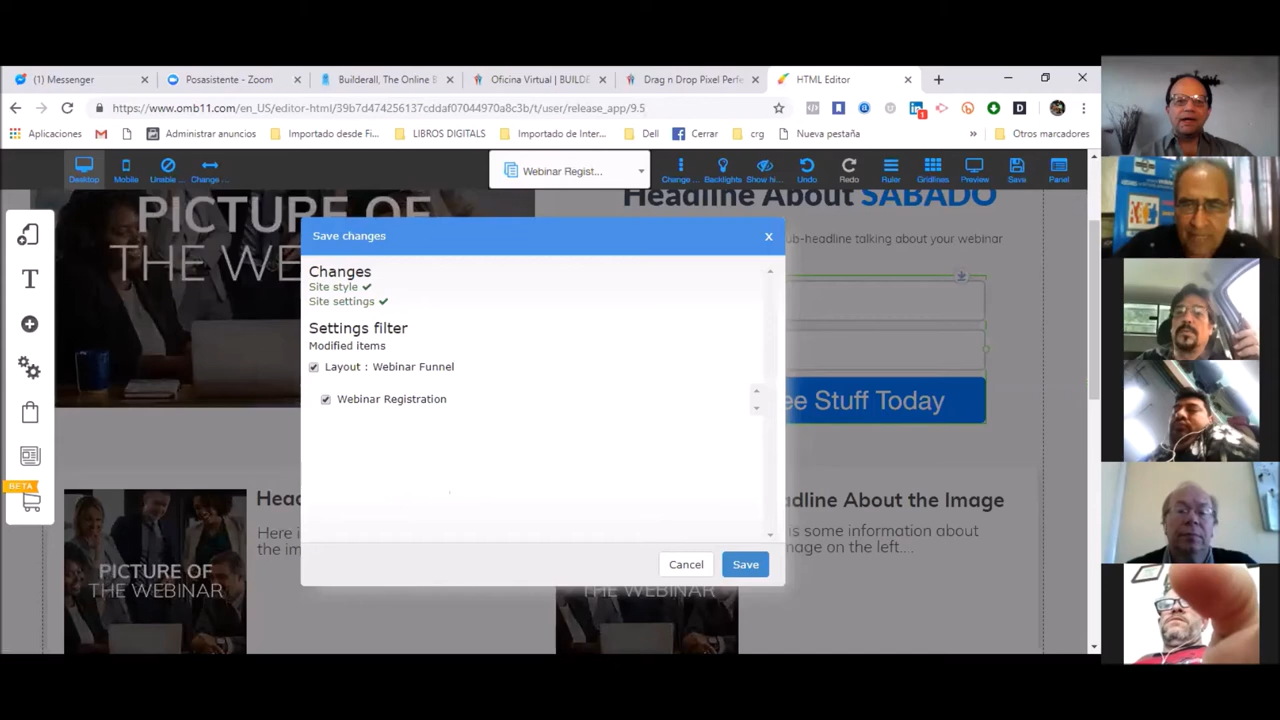 (1) Messenger
Posasistente - Zoom
Builderall, The Online B
Oficina Virtual | BUILDE
Drag n Drop Pixel Perfe
HTML Editor
https://www.omb11.com/en_US/editor-html/39b7d474256137cddaf07044970a8c3b/t/user/release_app/9.5
Aplicaciones
Administrar anuncios
Importado desde Fi...
LIBROS DIGITALS
Importado de Inter...
Dell
Cerrar
crg
Nueva pestaña
»
Otros marcadores
Desktop
Mobile
Unable ...
Change ...
Webinar Regist...
Change ...
Backlights
Show hi...
Undo
Redo
Ruler
Gridlines
Preview
Save
Panel
PICTURE OF
THE WE
Headline About SABADO
ub-headline talking about your webinar
Save changes
X
Changes
Site style
Site settings
Settings filter
Modified items
Layout : Webinar Funnel
Webinar Registration
ee Stuff Today
BETA
Cancel
Save
PICTURE OF
THE WEBINAR
Head
Here i
the im
THE WEBINAR
adline About the Image
is some information about
mage on the left...